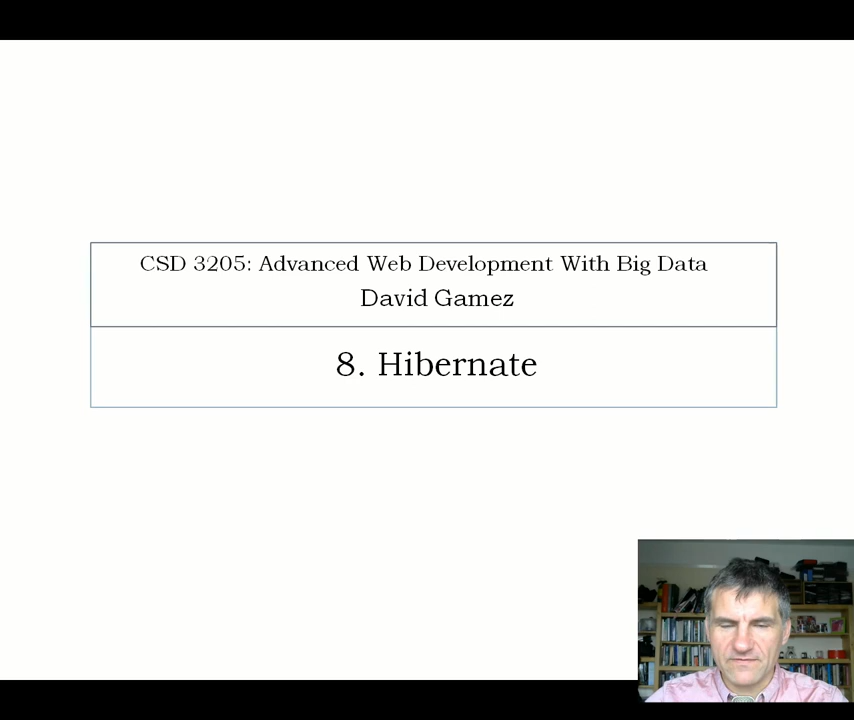 CSD 3205: Advanced Web Development With Big Data
David Gamez
8. Hibernate